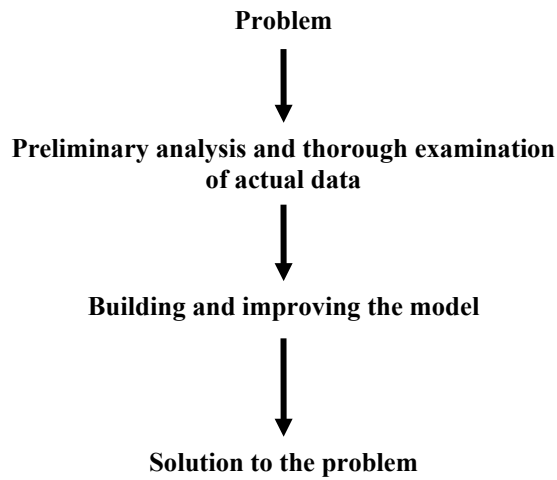 Problem
Preliminary analysis and thorough examination
of actual data
Building and improving the model
Solution to the problem